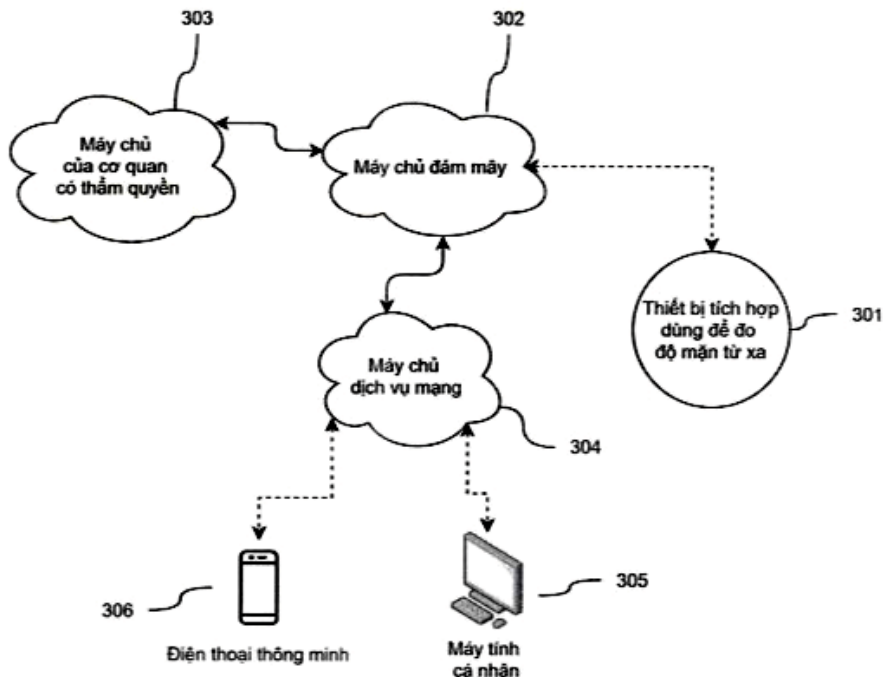 303
302
Máy chủ
của cơ quan
có thẩm quyền
Máy chủ đám mây
Thiết bị tích hợp
dùng để đo
độ mặn từ xa
301
Máy chủ
dịch vụ mạng
304
306
305
Điện thoại thông minh
Máy tính
cá nhân